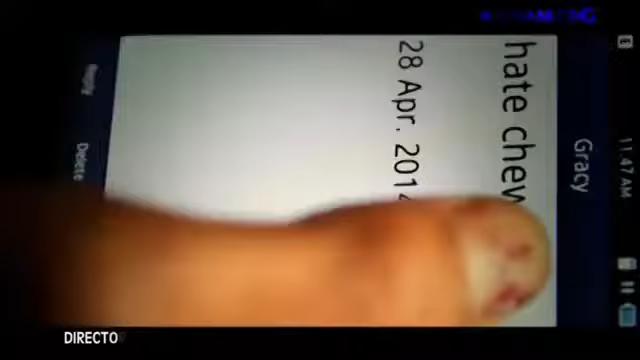 11.47 AM
Gracy
hate chew
28 Apr. 2014
Reply
Delete
DIRECTO